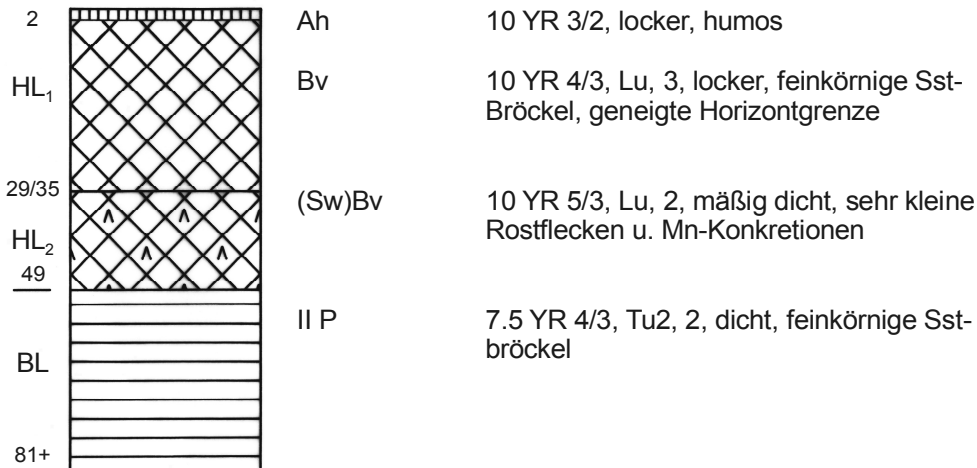 2 Ah 10 YR 3/2, locker, humos
HL₁ Bv 10 YR 4/3, Lu, 3, locker, feinkörnige Sst-
Bröckel, geneigte Horizontgrenze
29/35 (Sw)Bv 10 YR 5/3, Lu, 2, mäßig dicht, sehr kleine
HL₂ Rostflecken u. Mn-Konkretionen
49
II P 7.5 YR 4/3, Tu2, 2, dicht, feinkörnige Sst-
BL bröckel
81+